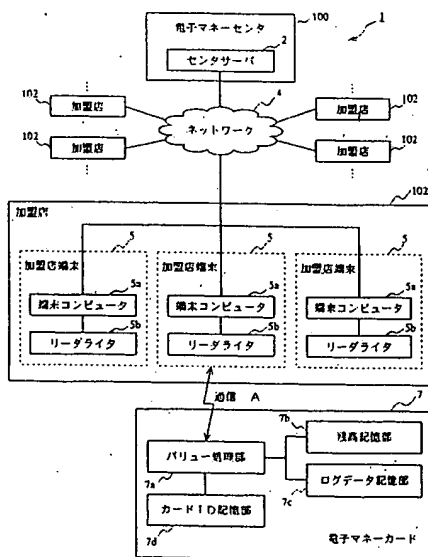 100
1
電子マネーセンタ
2
センタサーバ
4
ネットワーク
102
加盟店
102
加盟店
102
加盟店
102
加盟店
102
加盟店
5
5
5
加盟店端末
加盟店端末
加盟店端末
5a
5a
5a
端末コンピュータ
端末コンピュータ
端末コンピュータ
5b
5b
5b
リーダライタ
リーダライタ
リーダライタ
通信 A
7
7b
バリュー処理部
残高記憶部
7a
ログデータ記憶部
7c
カードID記憶部
7d
電子マネーカード